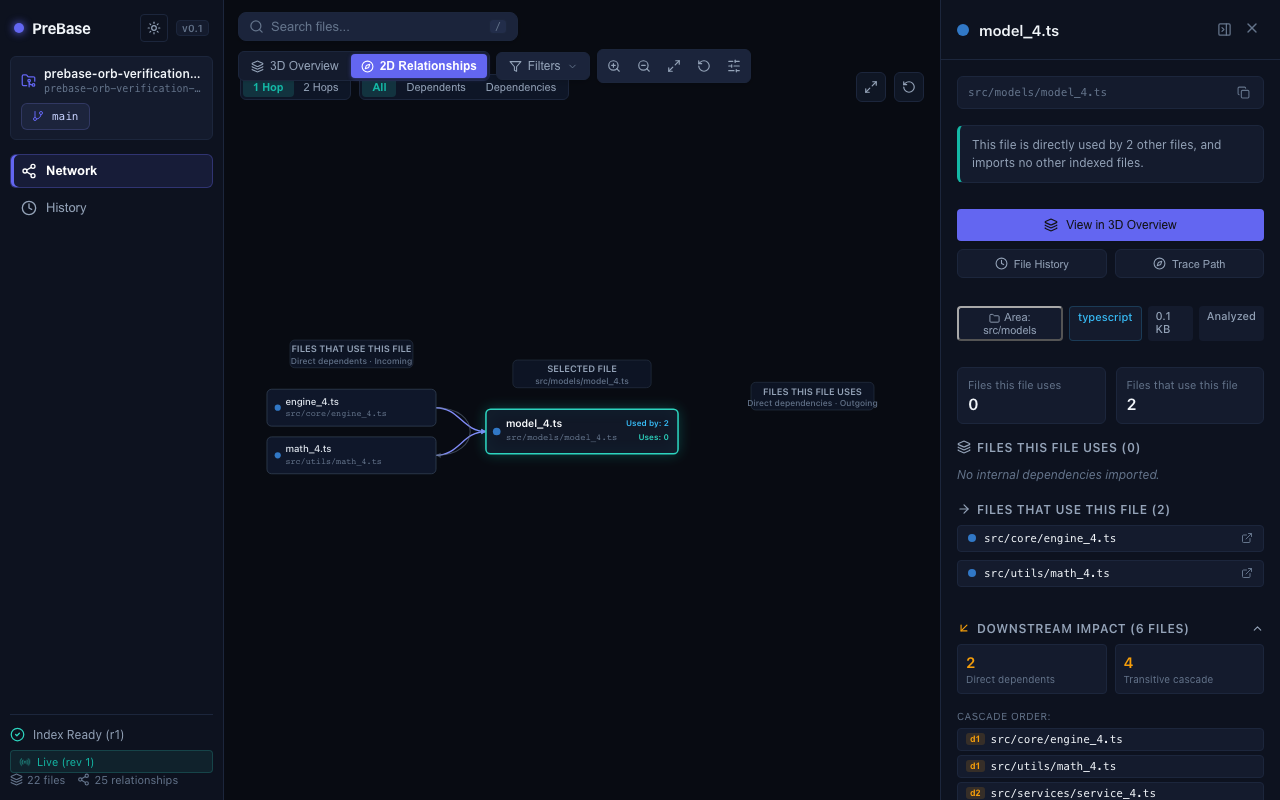 PreBase
v0.1
prebase-orb-verification...
prebase-orb-verification-…
main
Network
History
Index Ready (r1)
Live (rev 1)
22 files
25 relationships
Search files...
/
3D Overview
2D Relationships
Filters
1 Hop
2 Hops
All
Dependents
Dependencies
FILES THAT USE THIS FILE
Direct dependents · Incoming
engine_4.ts
src/core/engine_4.ts
math_4.ts
src/utils/math_4.ts
SELECTED FILE
src/models/model_4.ts
model_4.ts
Used by: 2
src/models/model_4.ts
Uses: 0
FILES THIS FILE USES
Direct dependencies · Outgoing
model_4.ts
src/models/model_4.ts
This file is directly used by 2 other files, and
imports no other indexed files.
View in 3D Overview
File History
Trace Path
Area:
src/models
typescript
0.1
KB
Analyzed
Files this file uses
0
Files that use this file
2
FILES THIS FILE USES (0)
No internal dependencies imported.
FILES THAT USE THIS FILE (2)
src/core/engine_4.ts
src/utils/math_4.ts
DOWNSTREAM IMPACT (6 FILES)
2
Direct dependents
4
Transitive cascade
CASCADE ORDER:
d1 src/core/engine_4.ts
d1 src/utils/math_4.ts
d2 src/services/service_4.ts